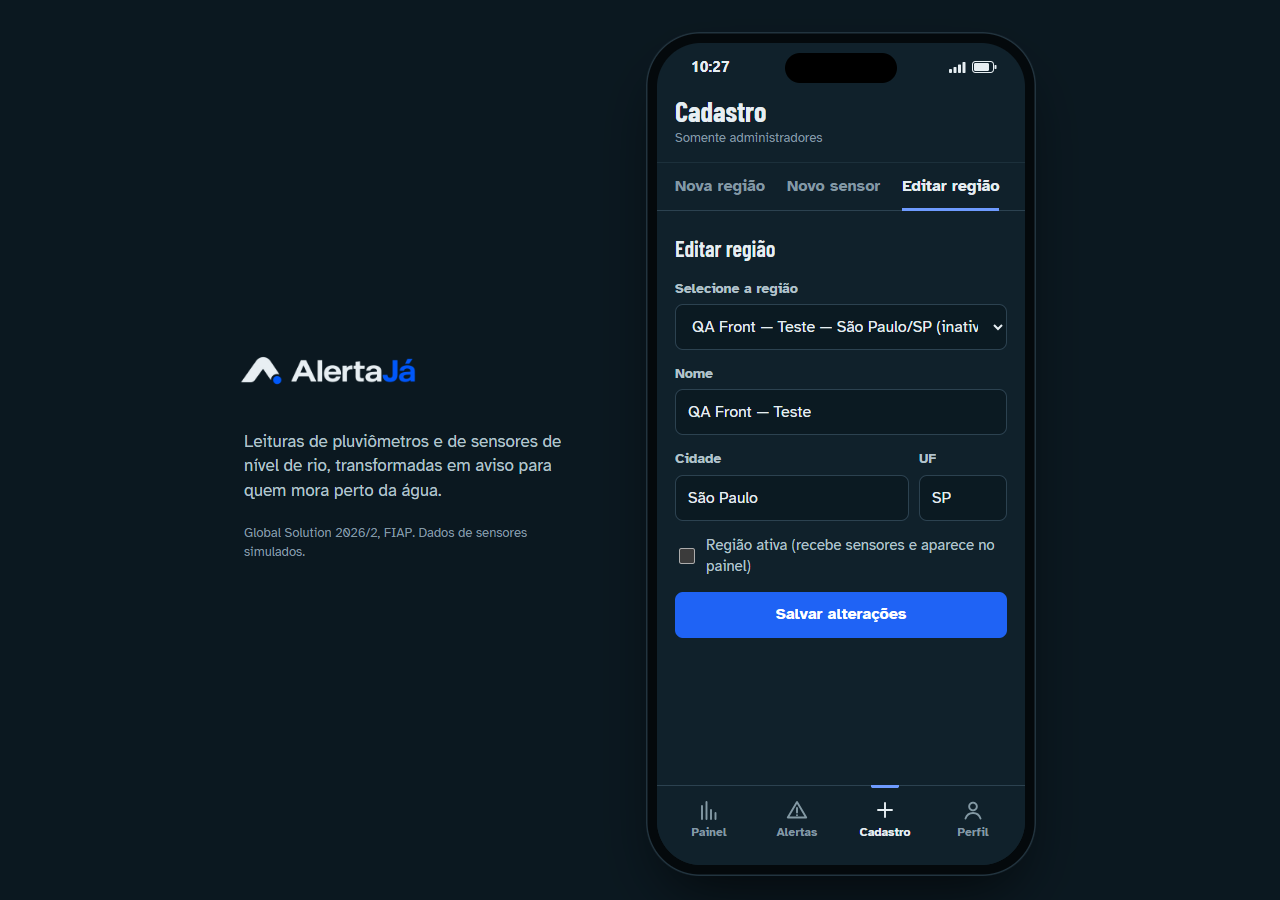 AlertaJá
Leituras de pluviômetros e de sensores de
nível de rio, transformadas em aviso para
quem mora perto da água.
Global Solution 2026/2, FIAP. Dados de sensores
simulados.
10:27
Cadastro
Somente administradores
Nova região Novo sensor Editar região
Editar região
Selecione a região
QA Front — Teste — São Paulo/SP (inativ
Nome
QA Front — Teste
Cidade UF
São Paulo SP
Região ativa (recebe sensores e aparece no
painel)
Salvar alterações
Painel Alertas Cadastro Perfil